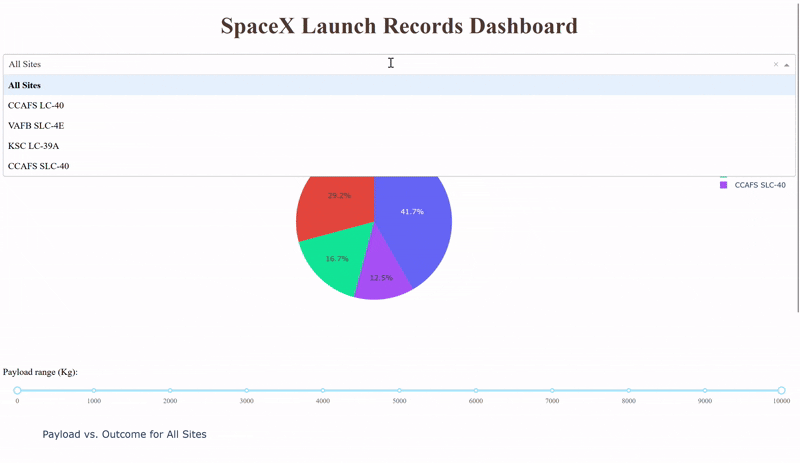 SpaceX Launch Records Dashboard
All Sites
All Sites
CCAFS LC-40
VAFB SLC-4E
KSC LC-39A
CCAFS SLC-40
CCAFS SLC-40
29.2%
41.7%
16.7%
12.5%
Payload range (Kg):
0 1000 2000 3000 4000 5000 6000 7000 8000 9000 10000
Payload vs. Outcome for All Sites